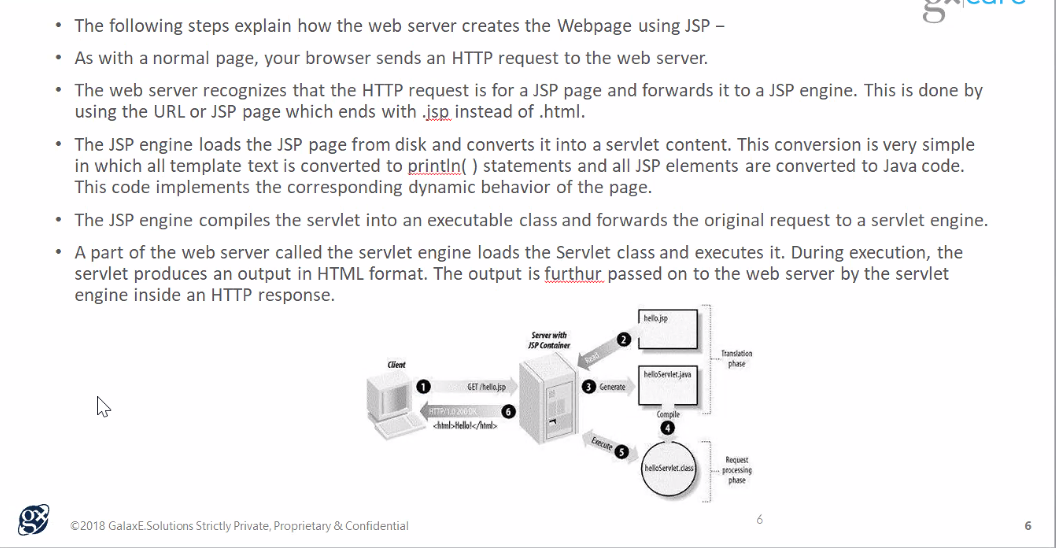 • The following steps explain how the web server creates the Webpage using JSP –
• As with a normal page, your browser sends an HTTP request to the web server.
• The web server recognizes that the HTTP request is for a JSP page and forwards it to a JSP engine. This is done by
using the URL or JSP page which ends with .jsp instead of .html.
• The JSP engine loads the JSP page from disk and converts it into a servlet content. This conversion is very simple
in which all template text is converted to println( ) statements and all JSP elements are converted to Java code.
This code implements the corresponding dynamic behavior of the page.
• The JSP engine compiles the servlet into an executable class and forwards the original request to a servlet engine.
• A part of the web server called the servlet engine loads the Servlet class and executes it. During execution, the
servlet produces an output in HTML format. The output is furthur passed on to the web server by the servlet
engine inside an HTTP response.
Client
1 GET /hello.jsp
HTTP/1.0 200 OK 6
<html>Hello!</html>
Server with
JSP Container
Read 2
hello.jsp
3 Generate
helloServlet.java
Translation
phase
Compile
4
Execute 5
helloServlet.class
Request
processing
phase
gx
©2018 GalaxE.Solutions Strictly Private, Proprietary & Confidential
6
6